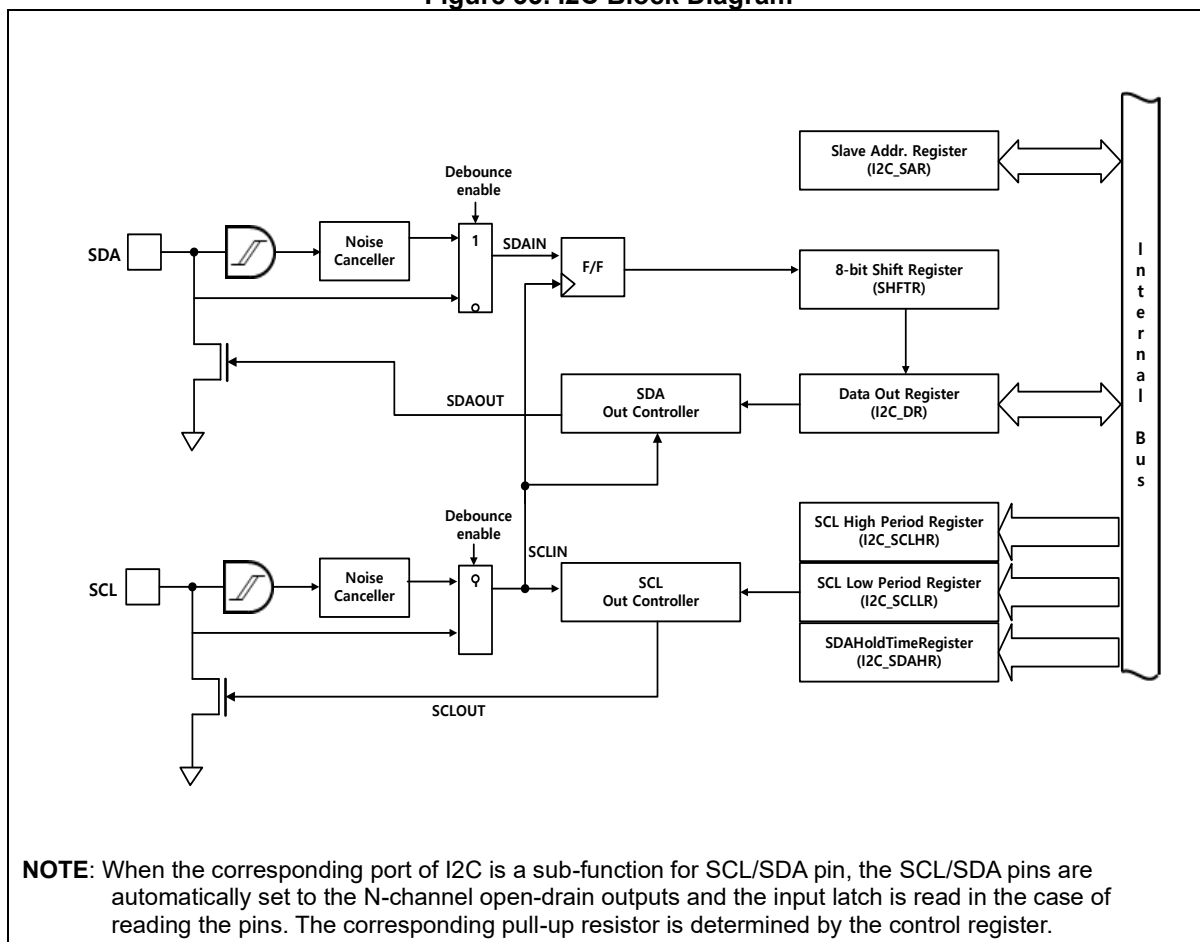 Figure 38. I2C Block Diagram
Slave Addr. Register
(I2C_SAR)
Debounce
enable
SDA
Noise
Canceller
1
SDAIN
F/F
8-bit Shift Register
(SHFTR)
Internal Bus
SDAOUT
SDA
Out Controller
Data Out Register
(I2C_DR)
Debounce
enable
SCLIN
SCL High Period Register
(I2C_SCLHR)
SCL
Noise
Canceller
SCL
Out Controller
SCL Low Period Register
(I2C_SCLLR)
SDAHoldTimeRegister
(I2C_SDAHR)
SCLOUT
NOTE: When the corresponding port of I2C is a sub-function for SCL/SDA pin, the SCL/SDA pins are
automatically set to the N-channel open-drain outputs and the input latch is read in the case of
reading the pins. The corresponding pull-up resistor is determined by the control register.